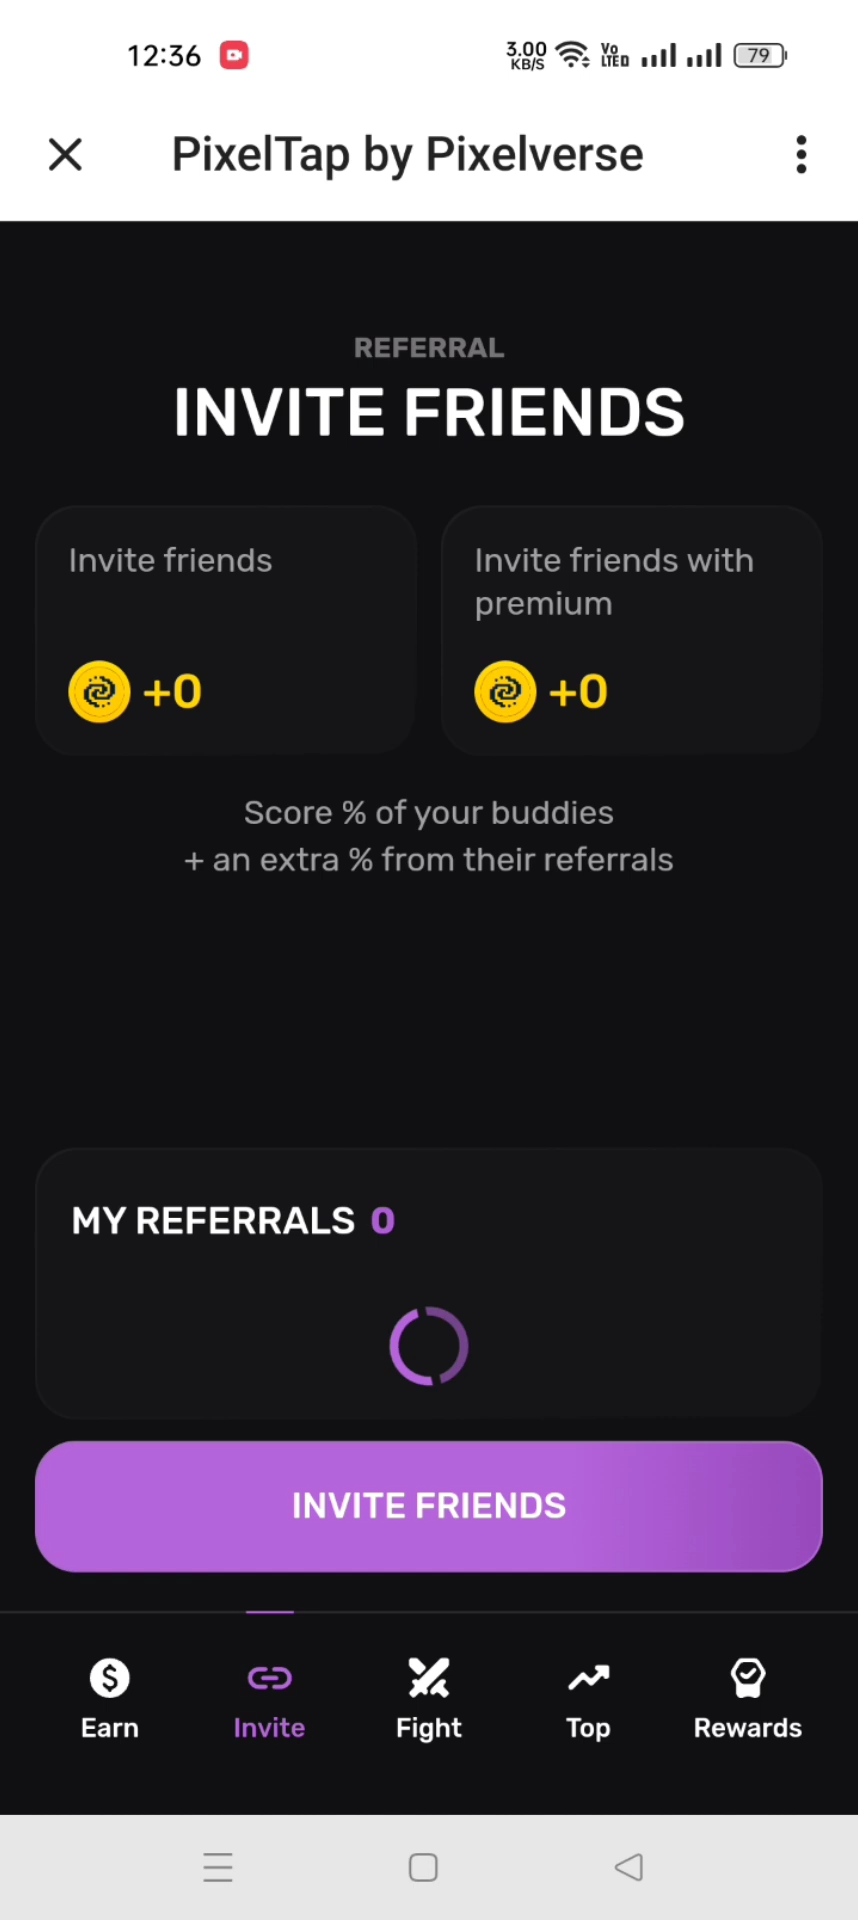 12:36
3.00 KB/S
Vo LTED
79
PixelTap by Pixelverse
REFERRAL
INVITE FRIENDS
Invite friends
+0
Invite friends with
premium
+0
Score % of your buddies
+ an extra % from their referrals
MY REFERRALS 0
INVITE FRIENDS
Earn
Invite
Fight
Top
Rewards